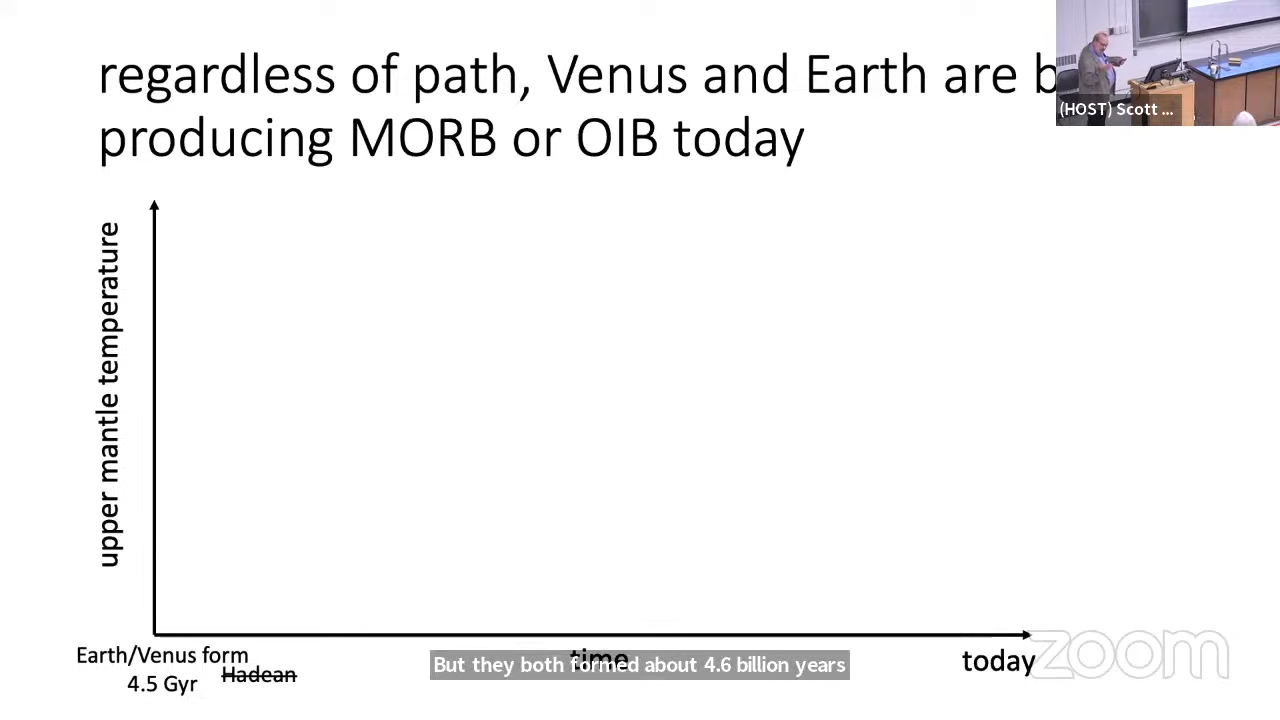 regardless of path, Venus and Earth are b
producing MORB or OIB today
(HOST) Scott ...
upper mantle temperature
Earth/Venus form
4.5 Gyr
Hadean
time
But they both formed about 4.6 billion years
today
zoom